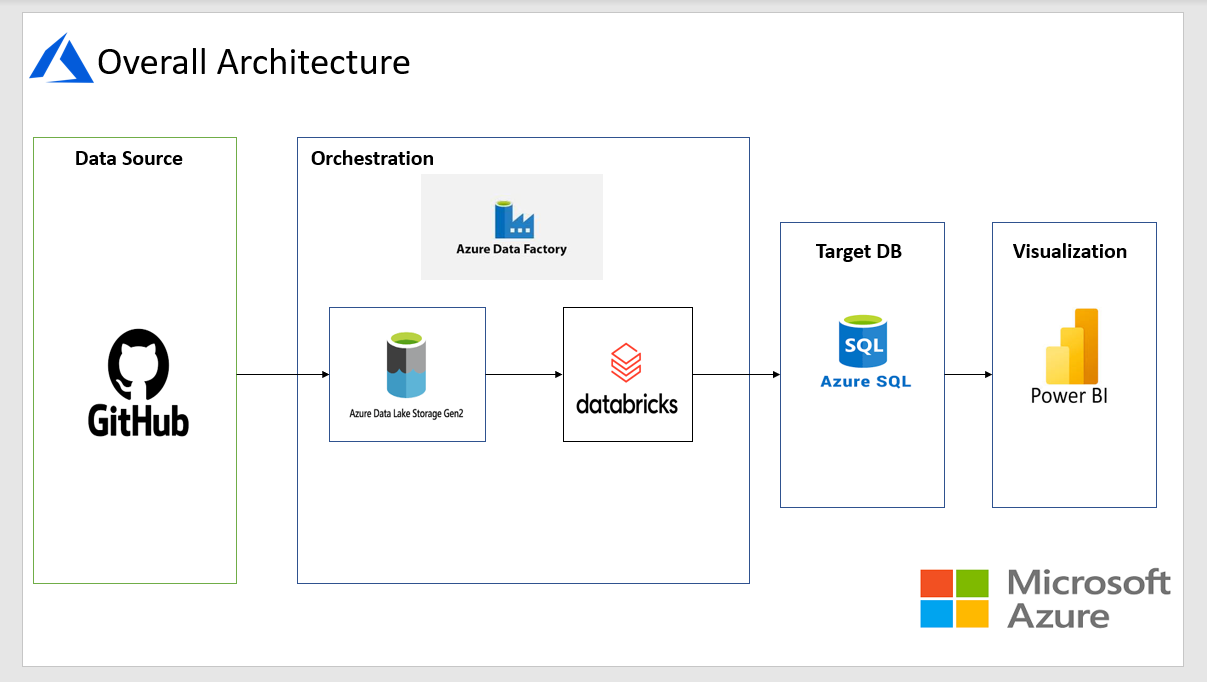 Overall Architecture
Data Source
GitHub
Orchestration
Azure Data Factory
Azure Data Lake Storage Gen2
databricks
Target DB
SQL
Azure SQL
Visualization
Power BI
Microsoft
Azure